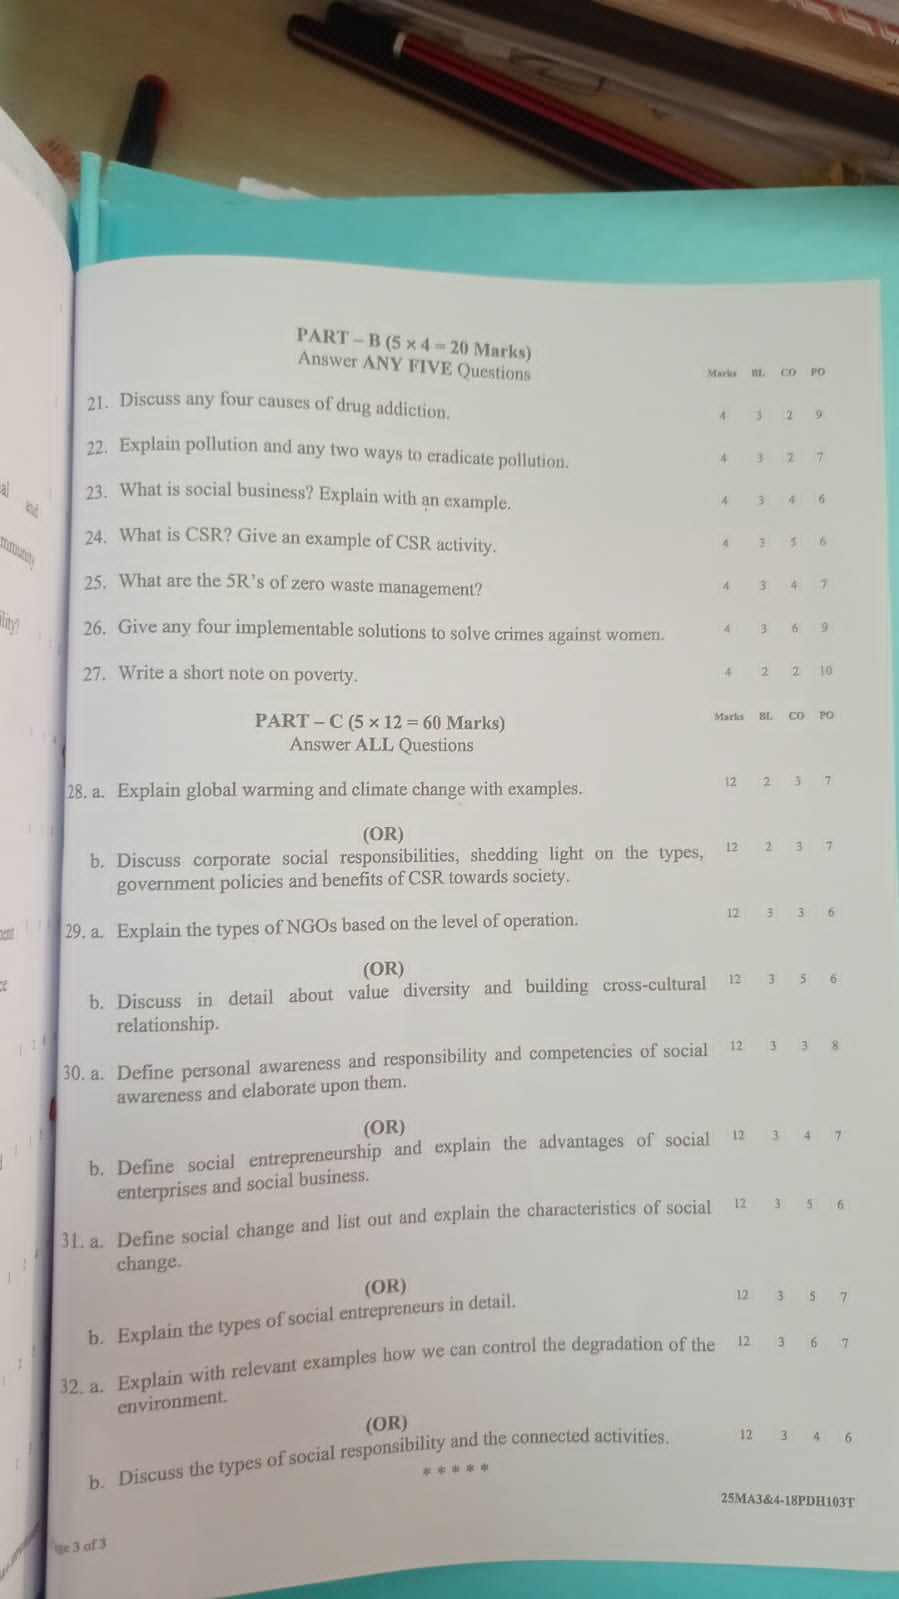 PART – B (5 × 4 = 20 Marks)
Answer ANY FIVE Questions
Marks BL CO PO
21. Discuss any four causes of drug addiction. 4 3 2 9
22. Explain pollution and any two ways to eradicate pollution. 4 3 2 7
23. What is social business? Explain with an example. 4 3 4 6
24. What is CSR? Give an example of CSR activity. 4 3 5 6
25. What are the 5R's of zero waste management? 4 3 4 7
26. Give any four implementable solutions to solve crimes against women. 4 3 6 9
27. Write a short note on poverty. 4 2 2 10
PART – C (5 × 12 = 60 Marks) Marks BL CO PO
Answer ALL Questions
28. a. Explain global warming and climate change with examples. 12 2 3 7
(OR)
b. Discuss corporate social responsibilities, shedding light on the types, 12 2 3 7
government policies and benefits of CSR towards society.
29. a. Explain the types of NGOs based on the level of operation. 12 3 3 6
(OR)
b. Discuss in detail about value diversity and building cross-cultural 12 3 5 6
relationship.
30. a. Define personal awareness and responsibility and competencies of social 12 3 3 8
awareness and elaborate upon them.
(OR)
b. Define social entrepreneurship and explain the advantages of social 12 3 4 7
enterprises and social business.
31. a. Define social change and list out and explain the characteristics of social 12 3 5 6
change.
(OR)
b. Explain the types of social entrepreneurs in detail. 12 3 5 7
32. a. Explain with relevant examples how we can control the degradation of the 12 3 6 7
environment.
(OR)
b. Discuss the types of social responsibility and the connected activities. 12 3 4 6
* * * * *
25MA3&4-18PDH103T
ge 3 of 3
and